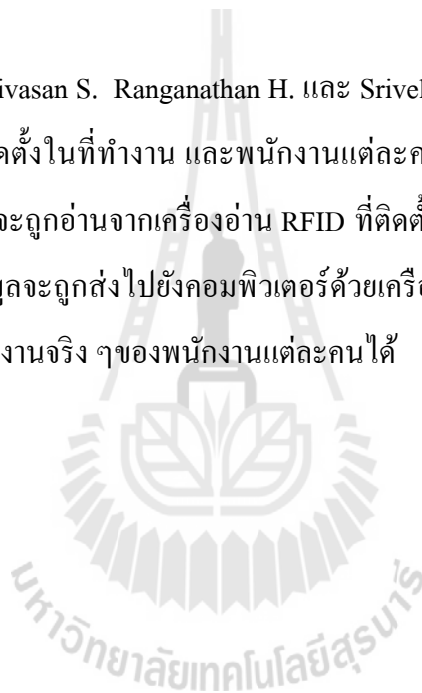 ivasan S. Ranganathan H. และ Srivel
ดตั้งในที่ทำงาน และพนักงานแต่ละค
จะถูกอ่านจากเครื่องอ่าน RFID ที่ติดตั้
มูลจะถูกส่งไปยังคอมพิวเตอร์ด้วยเครือ
งานจริง ๆของพนักงานแต่ละคนได้
มหาวิทยาลัยเทคโนโลยีสุรนารี